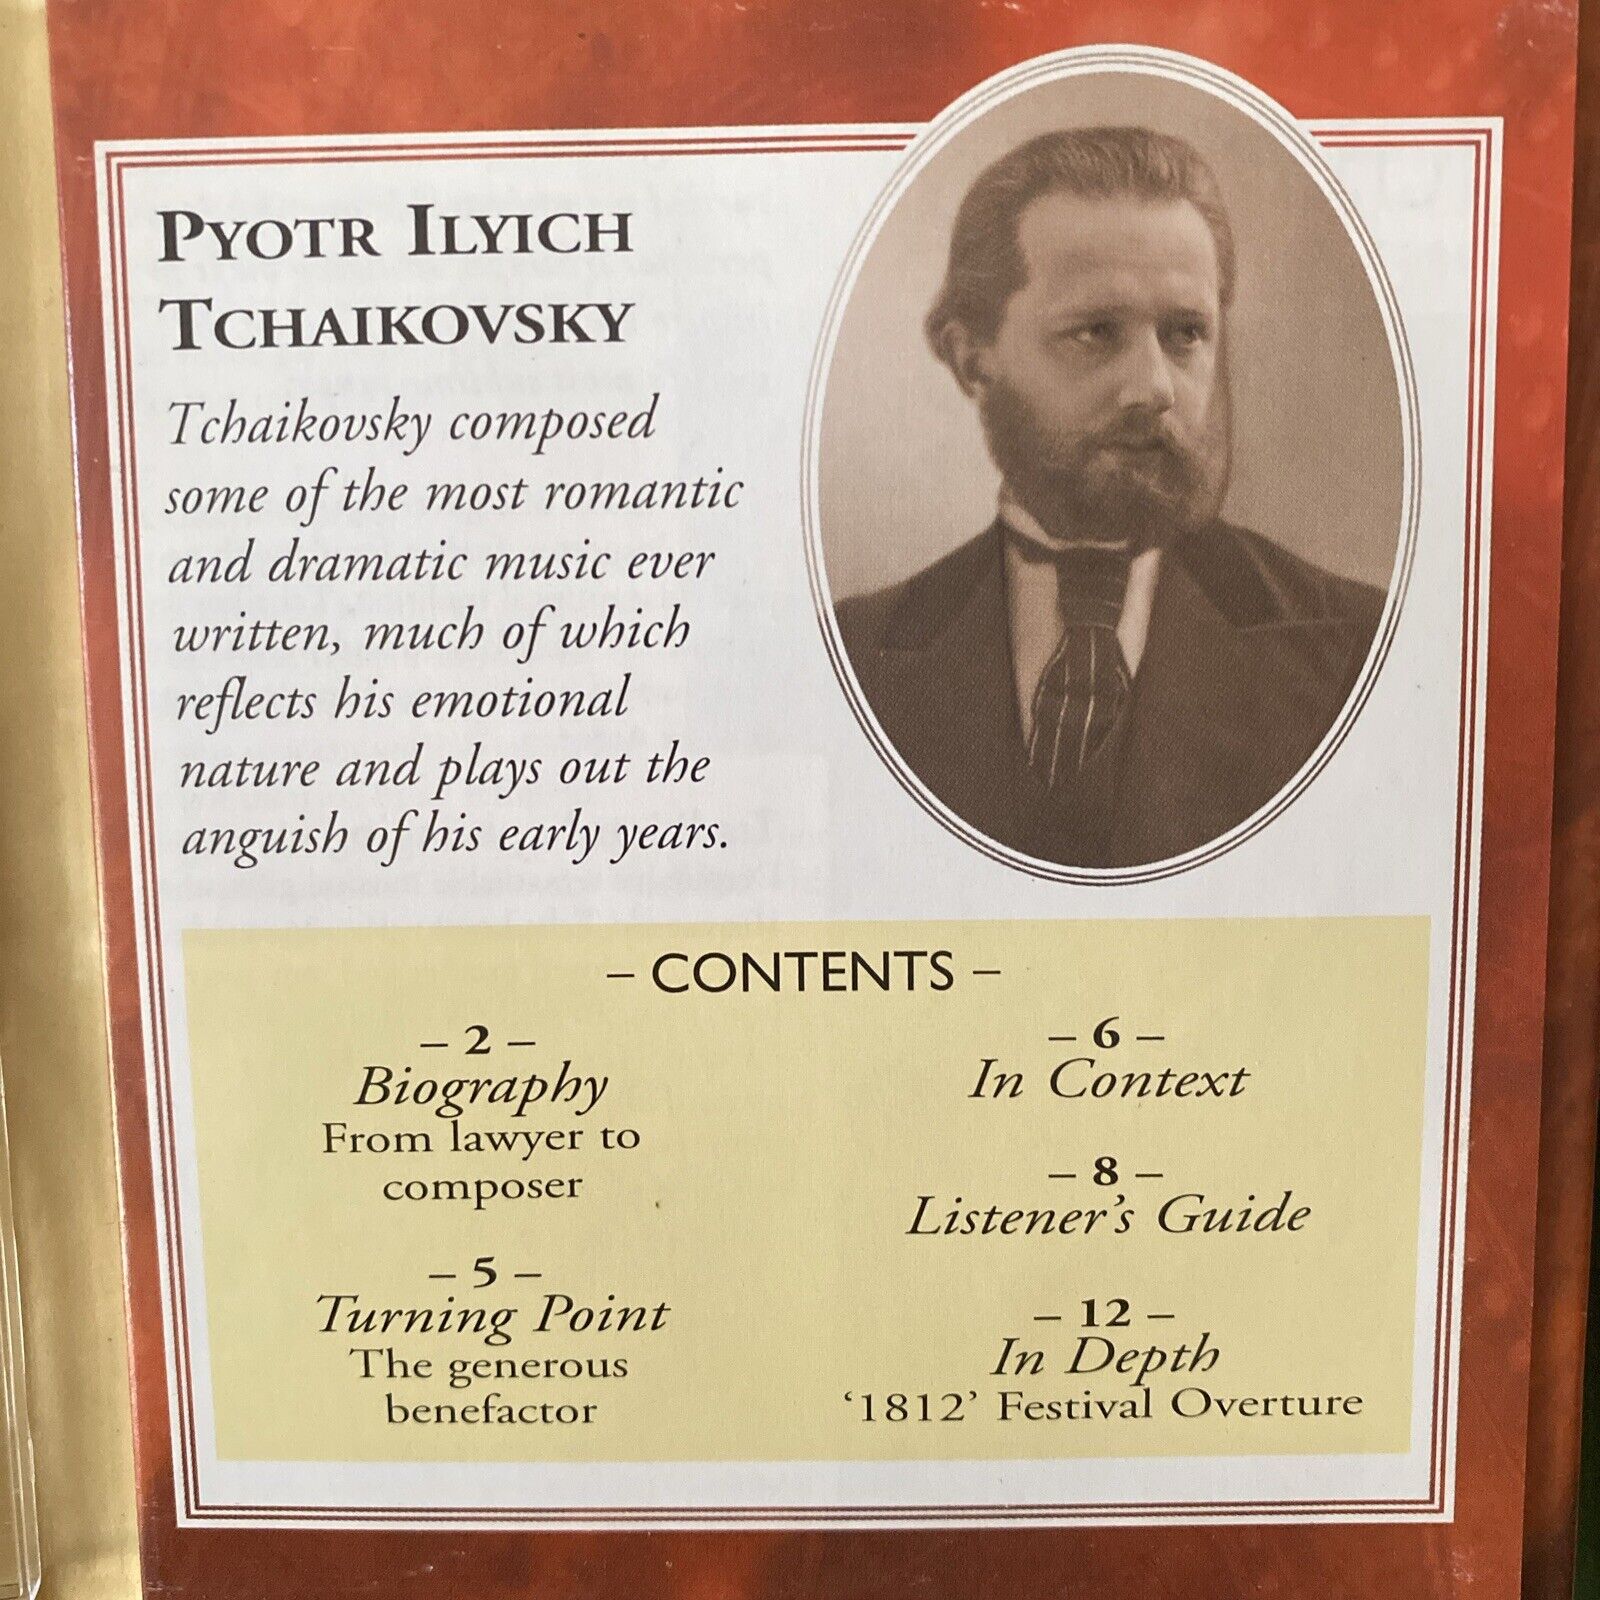 PYOTR ILYICH
TCHAIKOVSKY
Tchaikovsky composed
some of the most romantic
and dramatic music ever
written, much of which
reflects his emotional
nature and plays out the
anguish of his early years.
– CONTENTS –
– 2 –
Biography
From lawyer to
composer
– 5 –
Turning Point
The generous
benefactor
– 6 –
In Context
– 8 –
Listener’s Guide
– 12 –
In Depth
‘1812’ Festival Overture